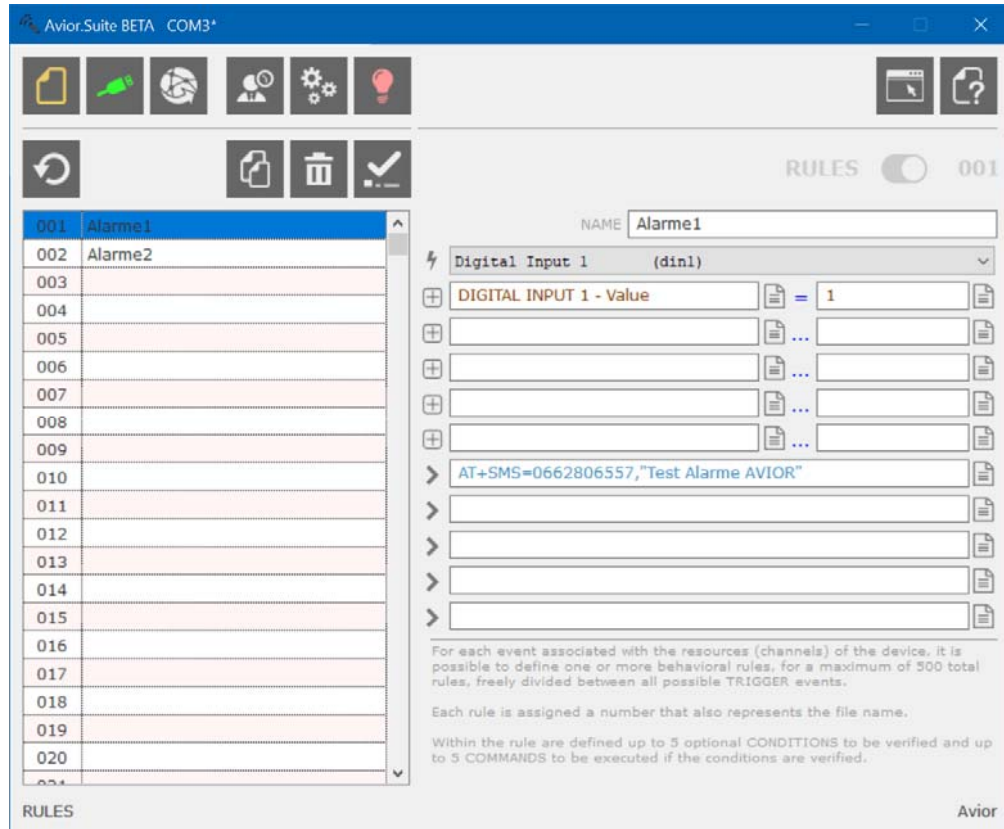 Avior.Suite BETA COM3*
RULES 001
001 Alarme1
002 Alarme2
003
004
005
006
007
008
009
010
011
012
013
014
015
016
017
018
019
020
NAME Alarme1
Digital Input 1 (din1)
DIGITAL INPUT 1 - Value = 1
...
...
...
...
AT+SMS=0662806557,"Test Alarme AVIOR"
For each event associated with the resources (channels) of the device, it is
possible to define one or more behavioral rules, for a maximum of 500 total
rules, freely divided between all possible TRIGGER events.
Each rule is assigned a number that also represents the file name.
Within the rule are defined up to 5 optional CONDITIONS to be verified and up
to 5 COMMANDS to be executed if the conditions are verified.
RULES Avior